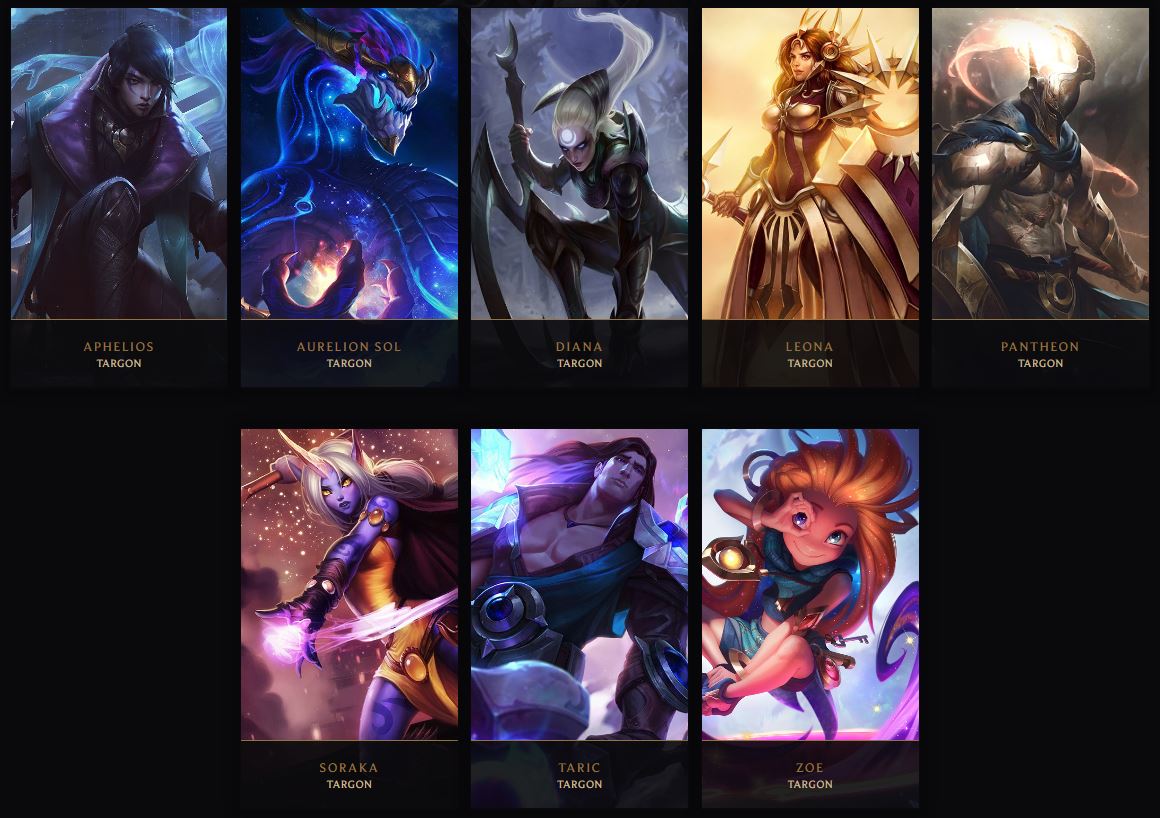 APHELIOS
TARGON
AURELION SOL
TARGON
DIANA
TARGON
LEONA
TARGON
PANTHEON
TARGON
SORAKA
TARGON
TARIC
TARGON
ZOE
TARGON